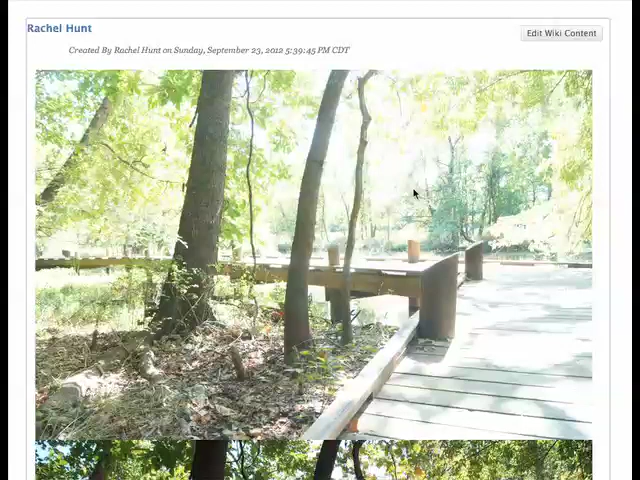 Rachel Hunt
Edit Wiki Content
Created By Rachel Hunt on Sunday, September 23, 2012 5:39:45 PM CDT